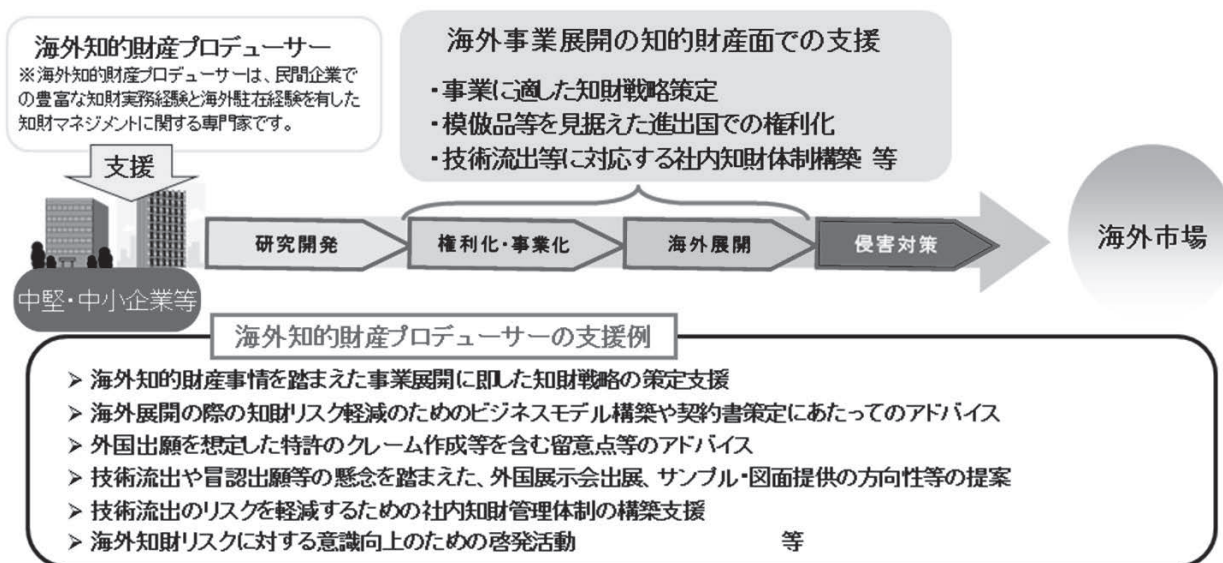 海外知的財産プロデューサー
※海外知的財産プロデューサーは、民間企業で
の豊富な知財実務経験と海外駐在経験を有した
知財マネジメントに関する専門家です。
支援
中堅・中小企業等
海外事業展開の知的財産面での支援
・事業に適した知財戦略策定
・模倣品等を見据えた進出国での権利化
・技術流出等に対応する社内知財体制構築 等
研究開発
権利化・事業化
海外展開
侵害対策
海外市場
海外知的財産プロデューサーの支援例
➤ 海外知的財産事情を踏まえた事業展開に即した知財戦略の策定支援
➤ 海外展開の際の知財リスク軽減のためのビジネスモデル構築や契約書策定にあたってのアドバイス
➤ 外国出願を想定した特許のクレーム作成等を含む留意点等のアドバイス
➤ 技術流出や冒認出願等の懸念を踏まえた、外国展示会出展、サンプル・図面提供の方向性等の提案
➤ 技術流出のリスクを軽減するための社内知財管理体制の構築支援
➤ 海外知財リスクに対する意識向上のための啓発活動 等